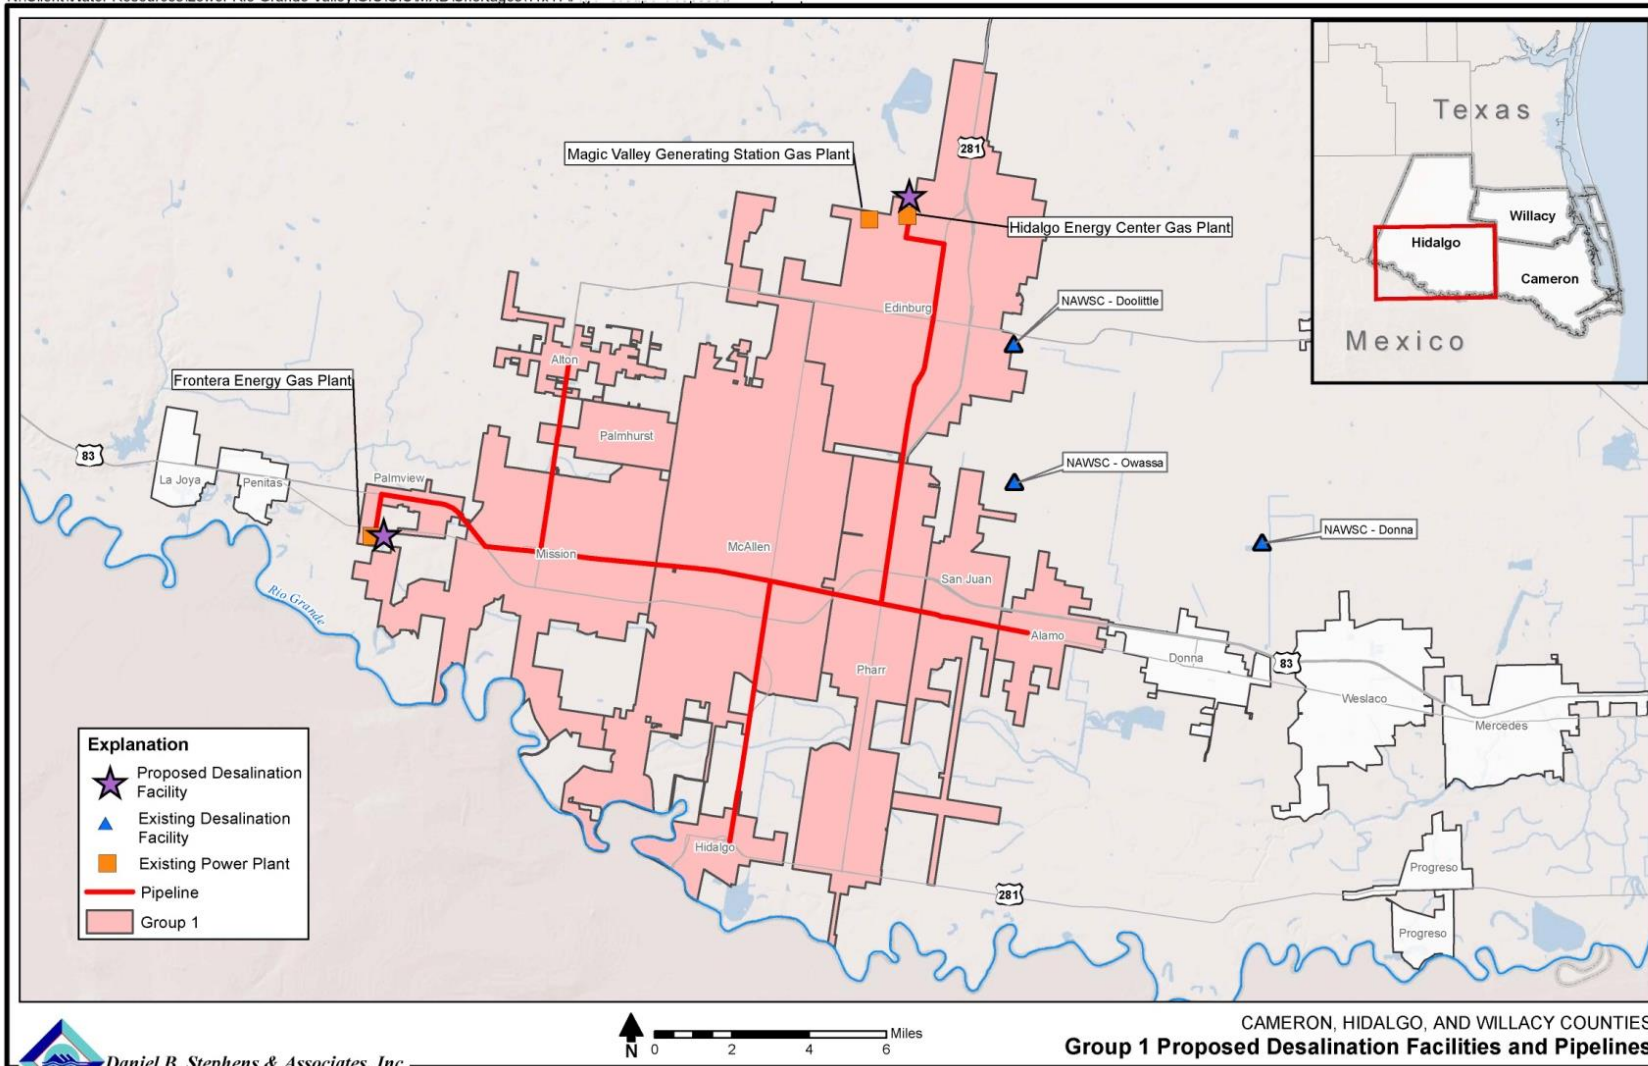 Texas
Willacy
Hidalgo
Cameron
Mexico
281
Magic Valley Generating Station Gas Plant
Hidalgo Energy Center Gas Plant
Edinburg
NAWSC - Doolittle
Alton
Frontera Energy Gas Plant
Palmhurst
83
La Joya
Penitas
Palmview
NAWSC - Owassa
NAWSC - Donna
Mission
McAllen
San Juan
Rio Grande
Alamo
Donna
83
Pharr
Weslaco
Mercedes
Hidalgo
281
Progreso
Progreso
Explanation
Proposed Desalination
Facility
Existing Desalination
Facility
Existing Power Plant
Pipeline
Group 1
N
0 2 4 6
Miles
Daniel B. Stephens & Associates, Inc.
CAMERON, HIDALGO, AND WILLACY COUNTIES
Group 1 Proposed Desalination Facilities and Pipelines